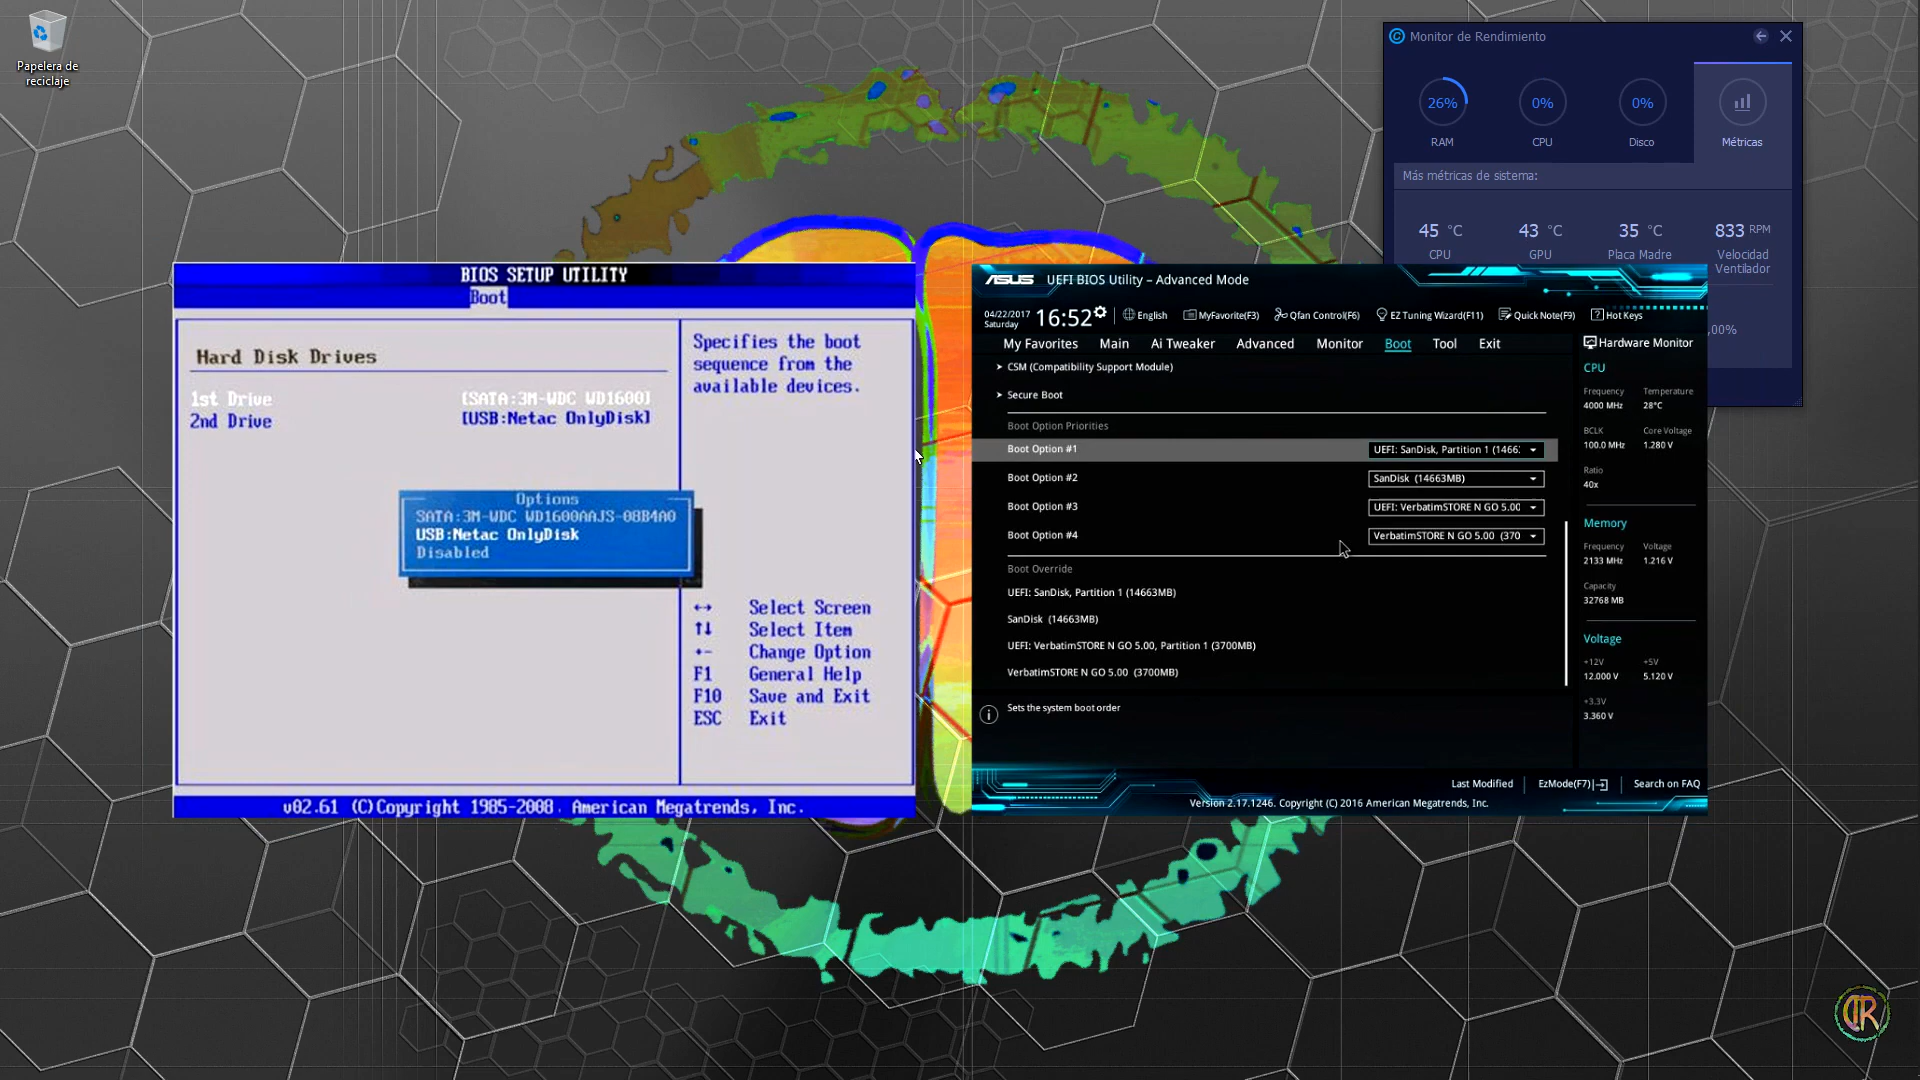 Papelera de
reciclaje
Monitor de Rendimiento
26%
0%
0%
RAM
CPU
Disco
Métricas
Más métricas de sistema:
45 °C
43 °C
35 °C
833 RPM
CPU
GPU
Placa Madre
Velocidad
Ventilador
,00%
BIOS SETUP UTILITY
Boot
Hard Disk Drives
1st Drive [SATA:3M-WDC WD1600]
2nd Drive [USB:Netac OnlyDisk]
Options
SATA:3M-WDC WD1600AAJS-08B4A0
USB:Netac OnlyDisk
Disabled
Specifies the boot
sequence from the
available devices.
↔ Select Screen
↑↓ Select Item
+- Change Option
F1 General Help
F10 Save and Exit
ESC Exit
v02.61 (C)Copyright 1985-2008, American Megatrends, Inc.
ASUS UEFI BIOS Utility – Advanced Mode
04/22/2017
Saturday
16:52
English
MyFavorite(F3)
Qfan Control(F6)
EZ Tuning Wizard(F11)
Quick Note(F9)
? Hot Keys
My Favorites Main Ai Tweaker Advanced Monitor Boot Tool Exit
CSM (Compatibility Support Module)
Secure Boot
Boot Option Priorities
Boot Option #1 UEFI: SanDisk, Partition 1 (1466:
Boot Option #2 SanDisk (14663MB)
Boot Option #3 UEFI: VerbatimSTORE N GO 5.00
Boot Option #4 VerbatimSTORE N GO 5.00 (370
Boot Override
UEFI: SanDisk, Partition 1 (14663MB)
SanDisk (14663MB)
UEFI: VerbatimSTORE N GO 5.00, Partition 1 (3700MB)
VerbatimSTORE N GO 5.00 (3700MB)
Sets the system boot order
Hardware Monitor
CPU
Frequency Temperature
4000 MHz 28°C
BCLK Core Voltage
100.0 MHz 1.280 V
Ratio
40x
Memory
Frequency Voltage
2133 MHz 1.216 V
Capacity
32768 MB
Voltage
+12V +5V
12.000 V 5.120 V
+3.3V
3.360 V
Last Modified
EzMode(F7)
Search on FAQ
Version 2.17.1246. Copyright (C) 2016 American Megatrends, Inc.